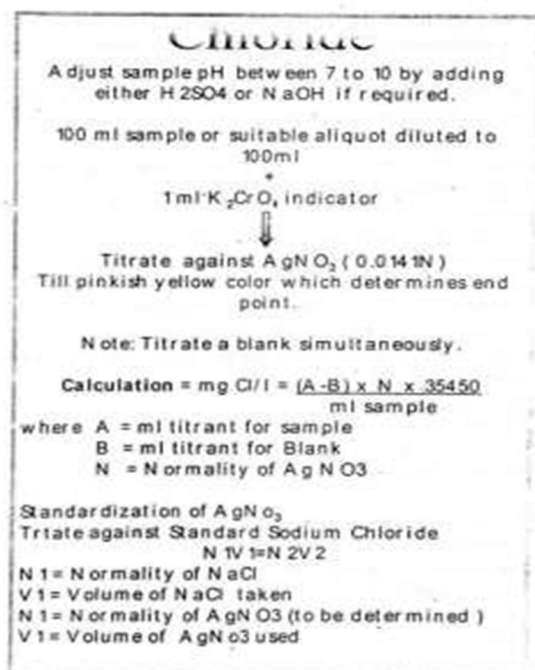 Chloride
Adjust sample pH between 7 to 10 by adding
either H2SO4 or NaOH if required.
100 ml sample or suitable aliquot diluted to
100ml
+
1ml K2CrO4 indicator
⇓
Titrate against AgNO3 (0.0141N)
Till pinkish yellow color which determines end
point.
Note: Titrate a blank simultaneously.
Calculation = mg Cl/l = (A-B) x N x 35450
ml sample
where A = ml titrant for sample
B = ml titrant for Blank
N = Normality of AgNO3
Standardization of AgNo3
Trtate against Standard Sodium Chloride
N1V1=N2V2
N1= Normality of NaCl
V1= Volume of NaCl taken
N1= Normality of AgNO3 (to be determined )
V1= Volume of AgNo3 used